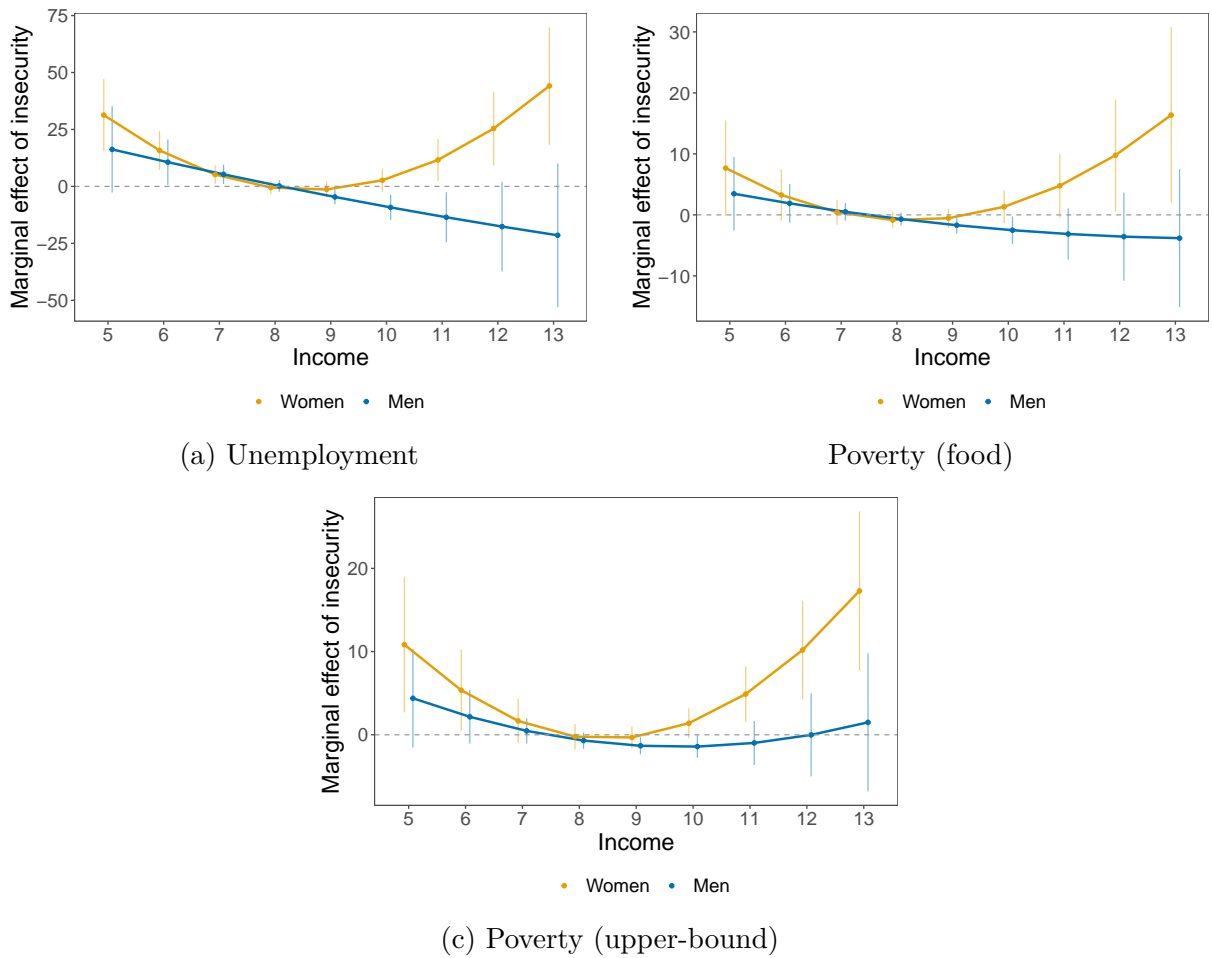 Marginal effect of insecurity
75
50
25
0
−25
−50
5 6 7 8 9 10 11 12 13
Income
Women Men
(a) Unemployment
Marginal effect of insecurity
30
20
10
0
−10
5 6 7 8 9 10 11 12 13
Income
Women Men
Poverty (food)
Marginal effect of insecurity
20
10
0
5 6 7 8 9 10 11 12 13
Income
Women Men
(c) Poverty (upper-bound)